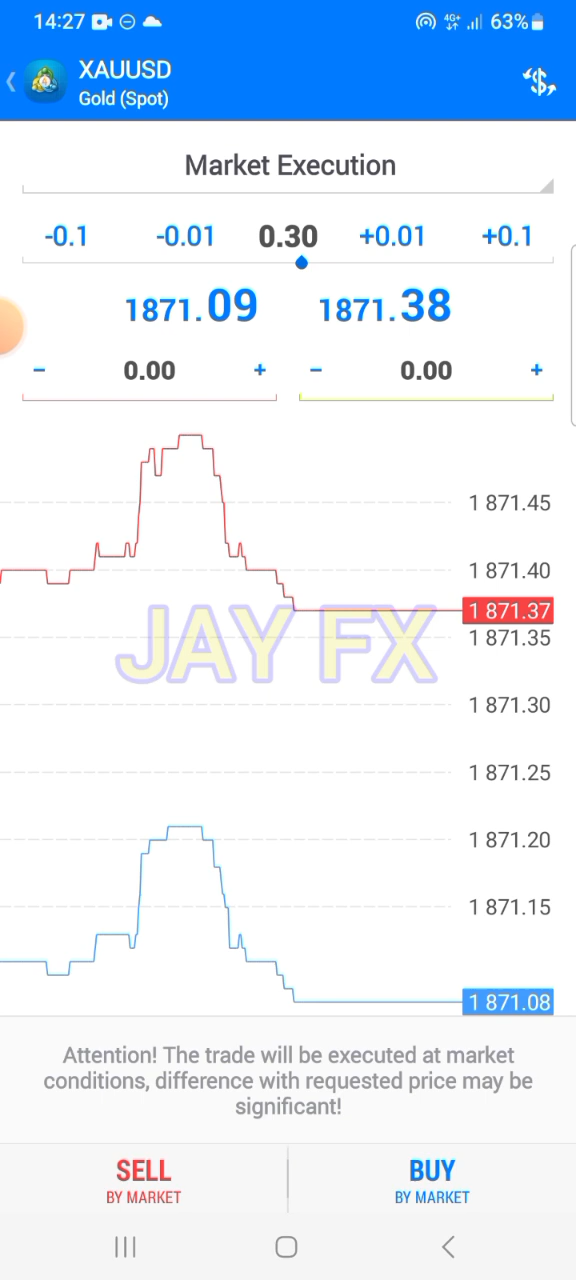 14:27 4G+ 63%
XAUUSD
Gold (Spot)
Market Execution
-0.1 -0.01 0.30 +0.01 +0.1
1871.09 1871.38
- 0.00 + - 0.00 +
1 871.45
1 871.40
1 871.37
1 871.35
JAY FX
1 871.30
1 871.25
1 871.20
1 871.15
1 871.08
Attention! The trade will be executed at market
conditions, difference with requested price may be
significant!
SELL BUY
BY MARKET BY MARKET